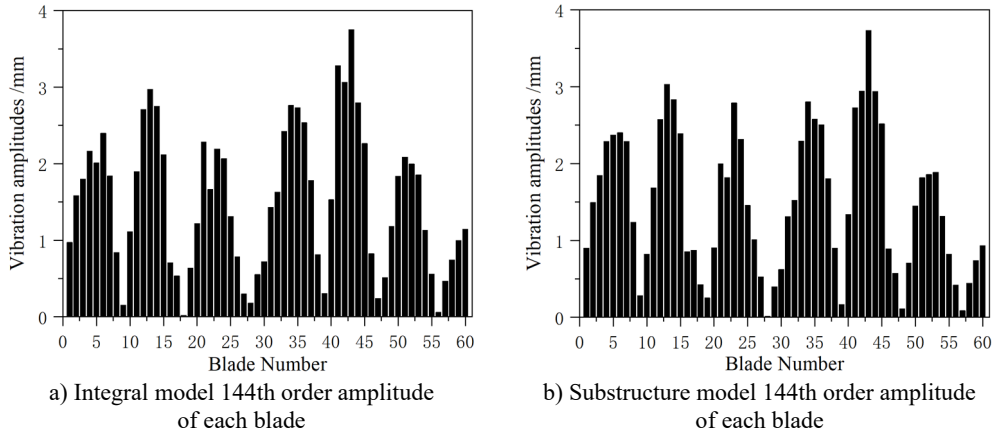 4
3
2
1
0
Vibration amplitudes /mm
0 5 10 15 20 25 30 35 40 45 50 55 60
Blade Number
a) Integral model 144th order amplitude
of each blade
4
3
2
1
0
Vibration amplitudes /mm
0 5 10 15 20 25 30 35 40 45 50 55 60
Blade Number
b) Substructure model 144th order amplitude
of each blade